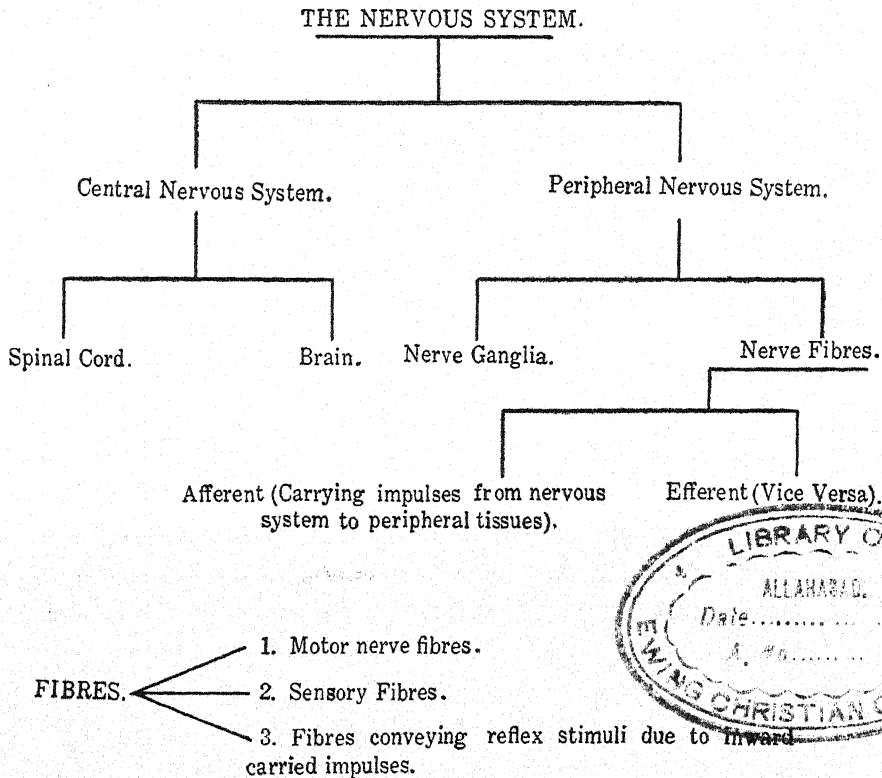 THE NERVOUS SYSTEM.
Central Nervous System.
Peripheral Nervous System.
Spinal Cord.
Brain.
Nerve Ganglia.
Nerve Fibres.
Afferent (Carrying impulses from nervous
system to peripheral tissues).
Efferent (Vice Versa).
LIBRARY O
ALLAHABAD.
Date...........
EWING CHRISTIAN C
FIBRES.
1. Motor nerve fibres.
2. Sensory Fibres.
3. Fibres conveying reflex stimuli due to inward
carried impulses.